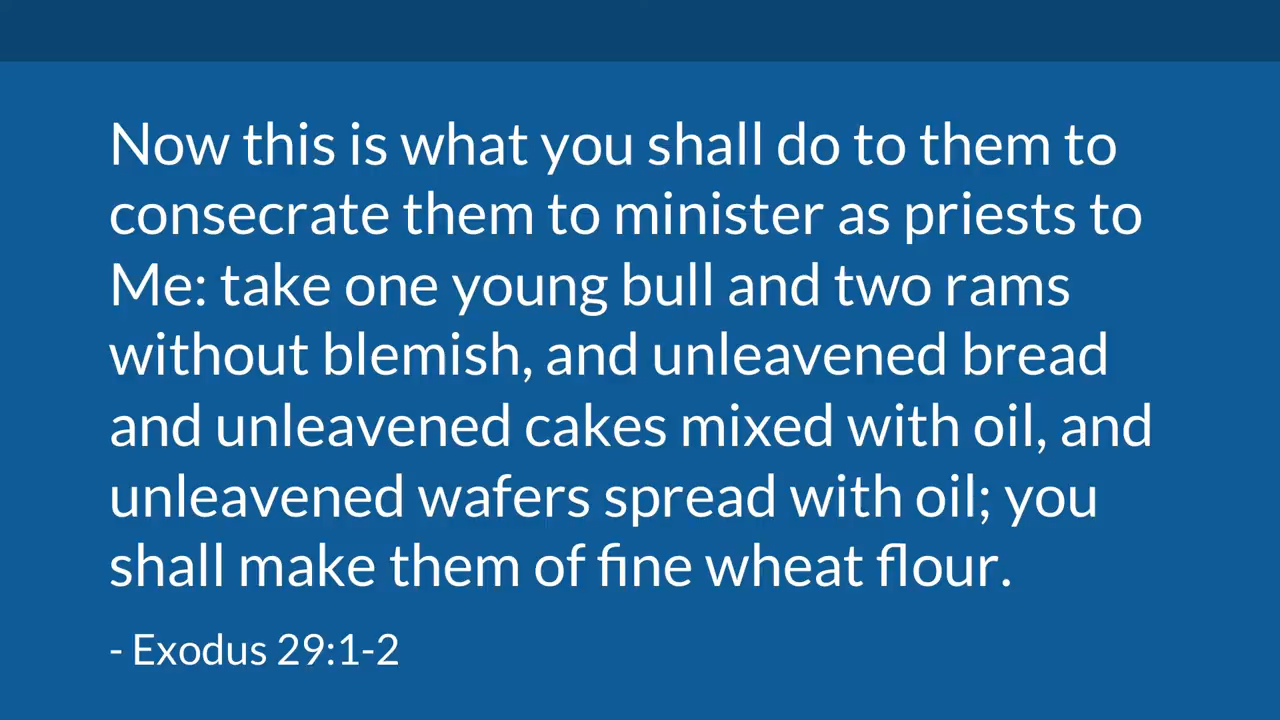 Now this is what you shall do to them to
consecrate them to minister as priests to
Me: take one young bull and two rams
without blemish, and unleavened bread
and unleavened cakes mixed with oil, and
unleavened wafers spread with oil; you
shall make them of fine wheat flour.
- Exodus 29:1-2